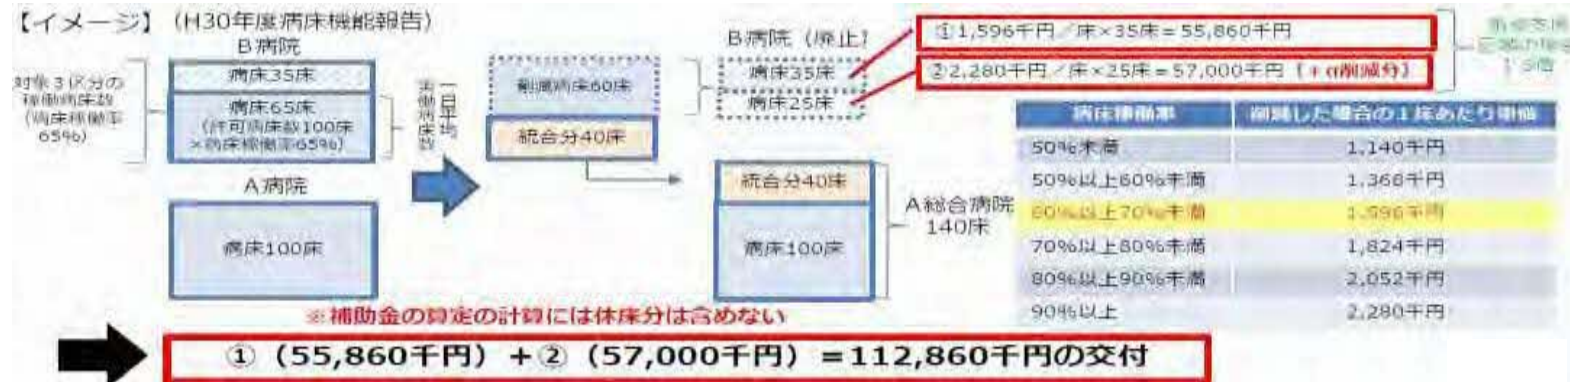 【イメージ】（H30年度病床機能報告）
B病院
病床35床
病床65床
（許可病床数100床
×病床稼働率65%）
対象３区分の
稼働病床数
（病床稼働率
65%）
一日平均
実働病床数
A病院
病床100床
削減病床60床
統合分40床
B病院（廃止）
病床35床
病床25床
統合分40床
病床100床
A総合病院
140床
①1,596千円／床×35床＝55,860千円
②2,280千円／床×25床＝57,000千円（＋α削減分）
病床稼働率 削減した場合の１床あたり単価
50%未満 1,140千円
50%以上60%未満 1,368千円
60%以上70%未満 1,596千円
70%以上80%未満 1,824千円
80%以上90%未満 2,052千円
90%以上 2,280千円
※補助金の算定の計算には休床分は含めない
①（55,860千円）＋②（57,000千円）＝112,860千円の交付